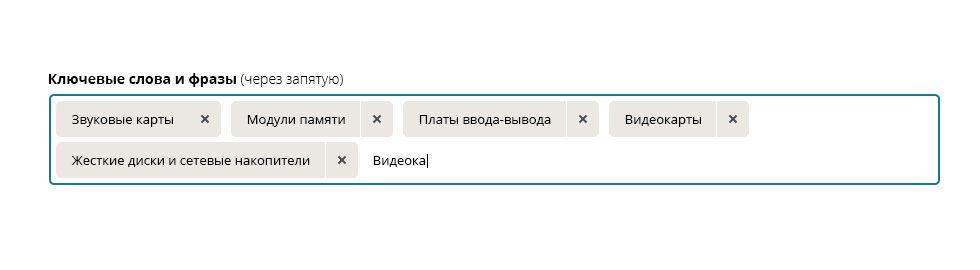 Ключевые слова и фразы (через запятую)
Звуковые карты × Модули памяти × Платы ввода-вывода × Видеокарты ×
Жесткие диски и сетевые накопители × Видеока